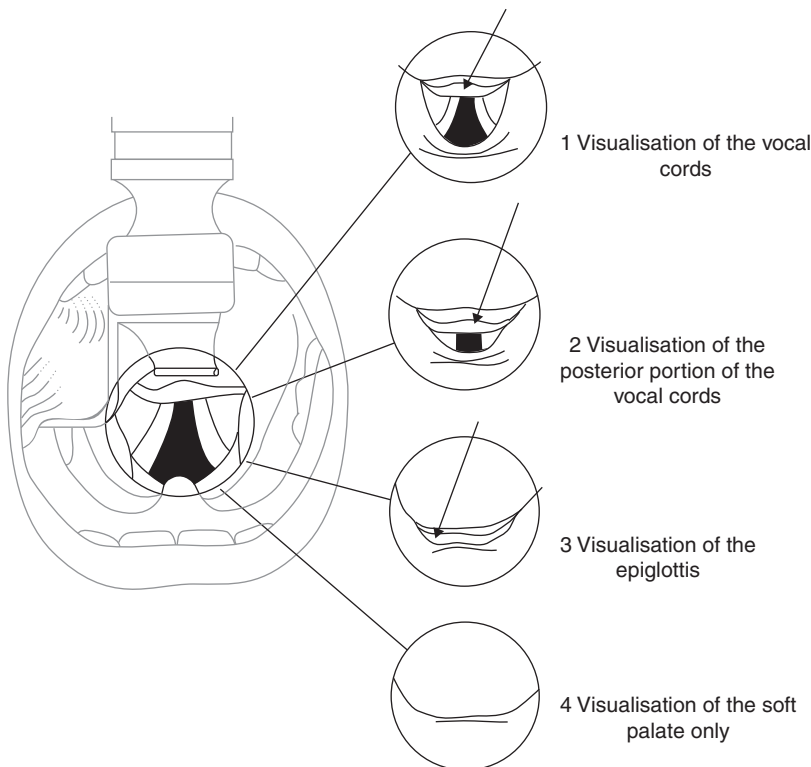 1 Visualisation of the vocal
cords
2 Visualisation of the
posterior portion of the
vocal cords
3 Visualisation of the
epiglottis
4 Visualisation of the soft
palate only